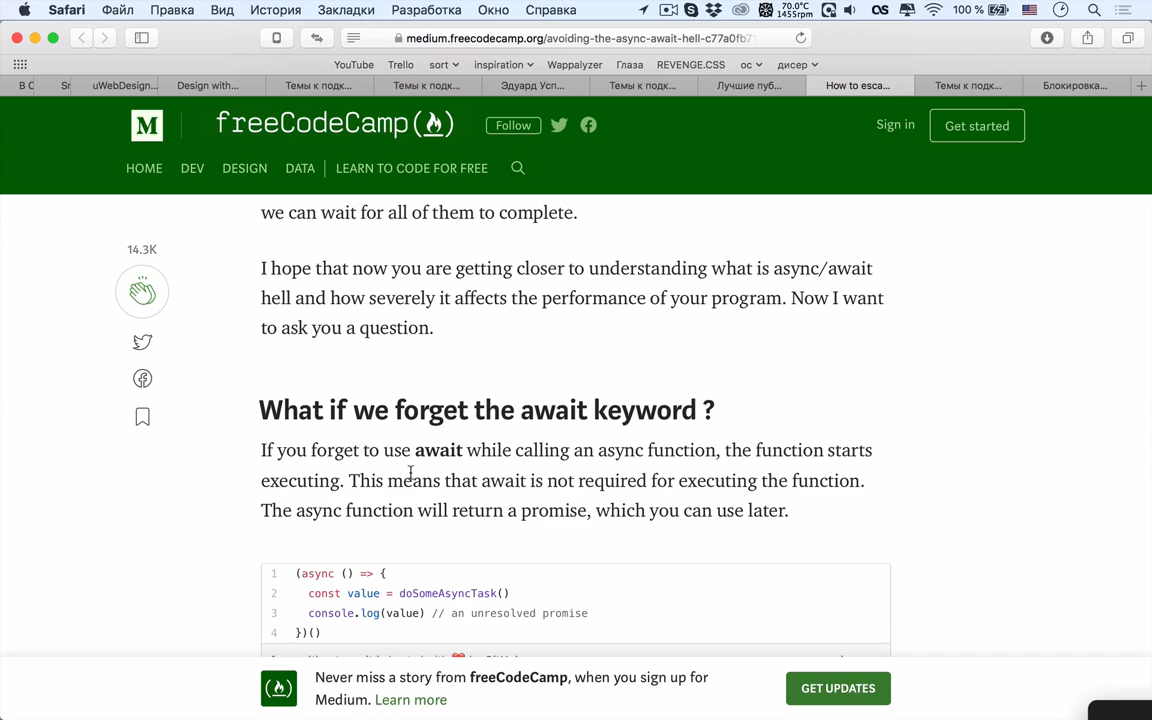 Safari Файл Правка Вид История Закладки Разработка Окно Справка 70.0°C 1455rpm 100 %
medium.freecodecamp.org/avoiding-the-async-await-hell-c77a0fb7
YouTube Trello sort inspiration Wappalyzer Глаза REVENGE.CSS ос дисер
В С Sr uWebDesign... Design with... Темы к подк... Темы к подк... Эдуард Усп... Темы к подк... Лучшие пуб... How to esca... Темы к подк... Блокировка...
M freeCodeCamp Follow Sign in Get started
HOME DEV DESIGN DATA LEARN TO CODE FOR FREE
we can wait for all of them to complete.
14.3K
I hope that now you are getting closer to understanding what is async/await
hell and how severely it affects the performance of your program. Now I want
to ask you a question.
What if we forget the await keyword ?
If you forget to use await while calling an async function, the function starts
executing. This means that await is not required for executing the function.
The async function will return a promise, which you can use later.
1 (async () => {
2 const value = doSomeAsyncTask()
3 console.log(value) // an unresolved promise
4 })()
Never miss a story from freeCodeCamp, when you sign up for
Medium. Learn more
GET UPDATES